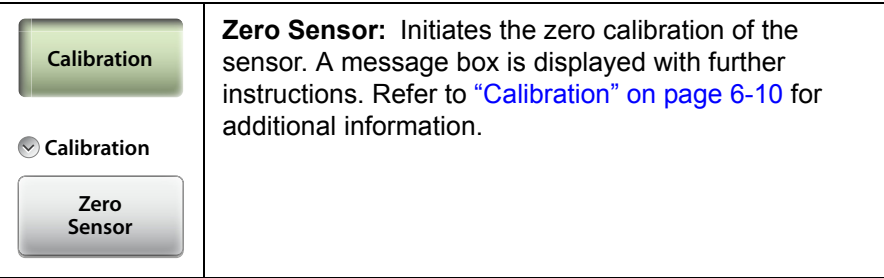 Calibration
Calibration
Zero
Sensor
Zero Sensor: Initiates the zero calibration of the
sensor. A message box is displayed with further
instructions. Refer to “Calibration” on page 6-10 for
additional information.